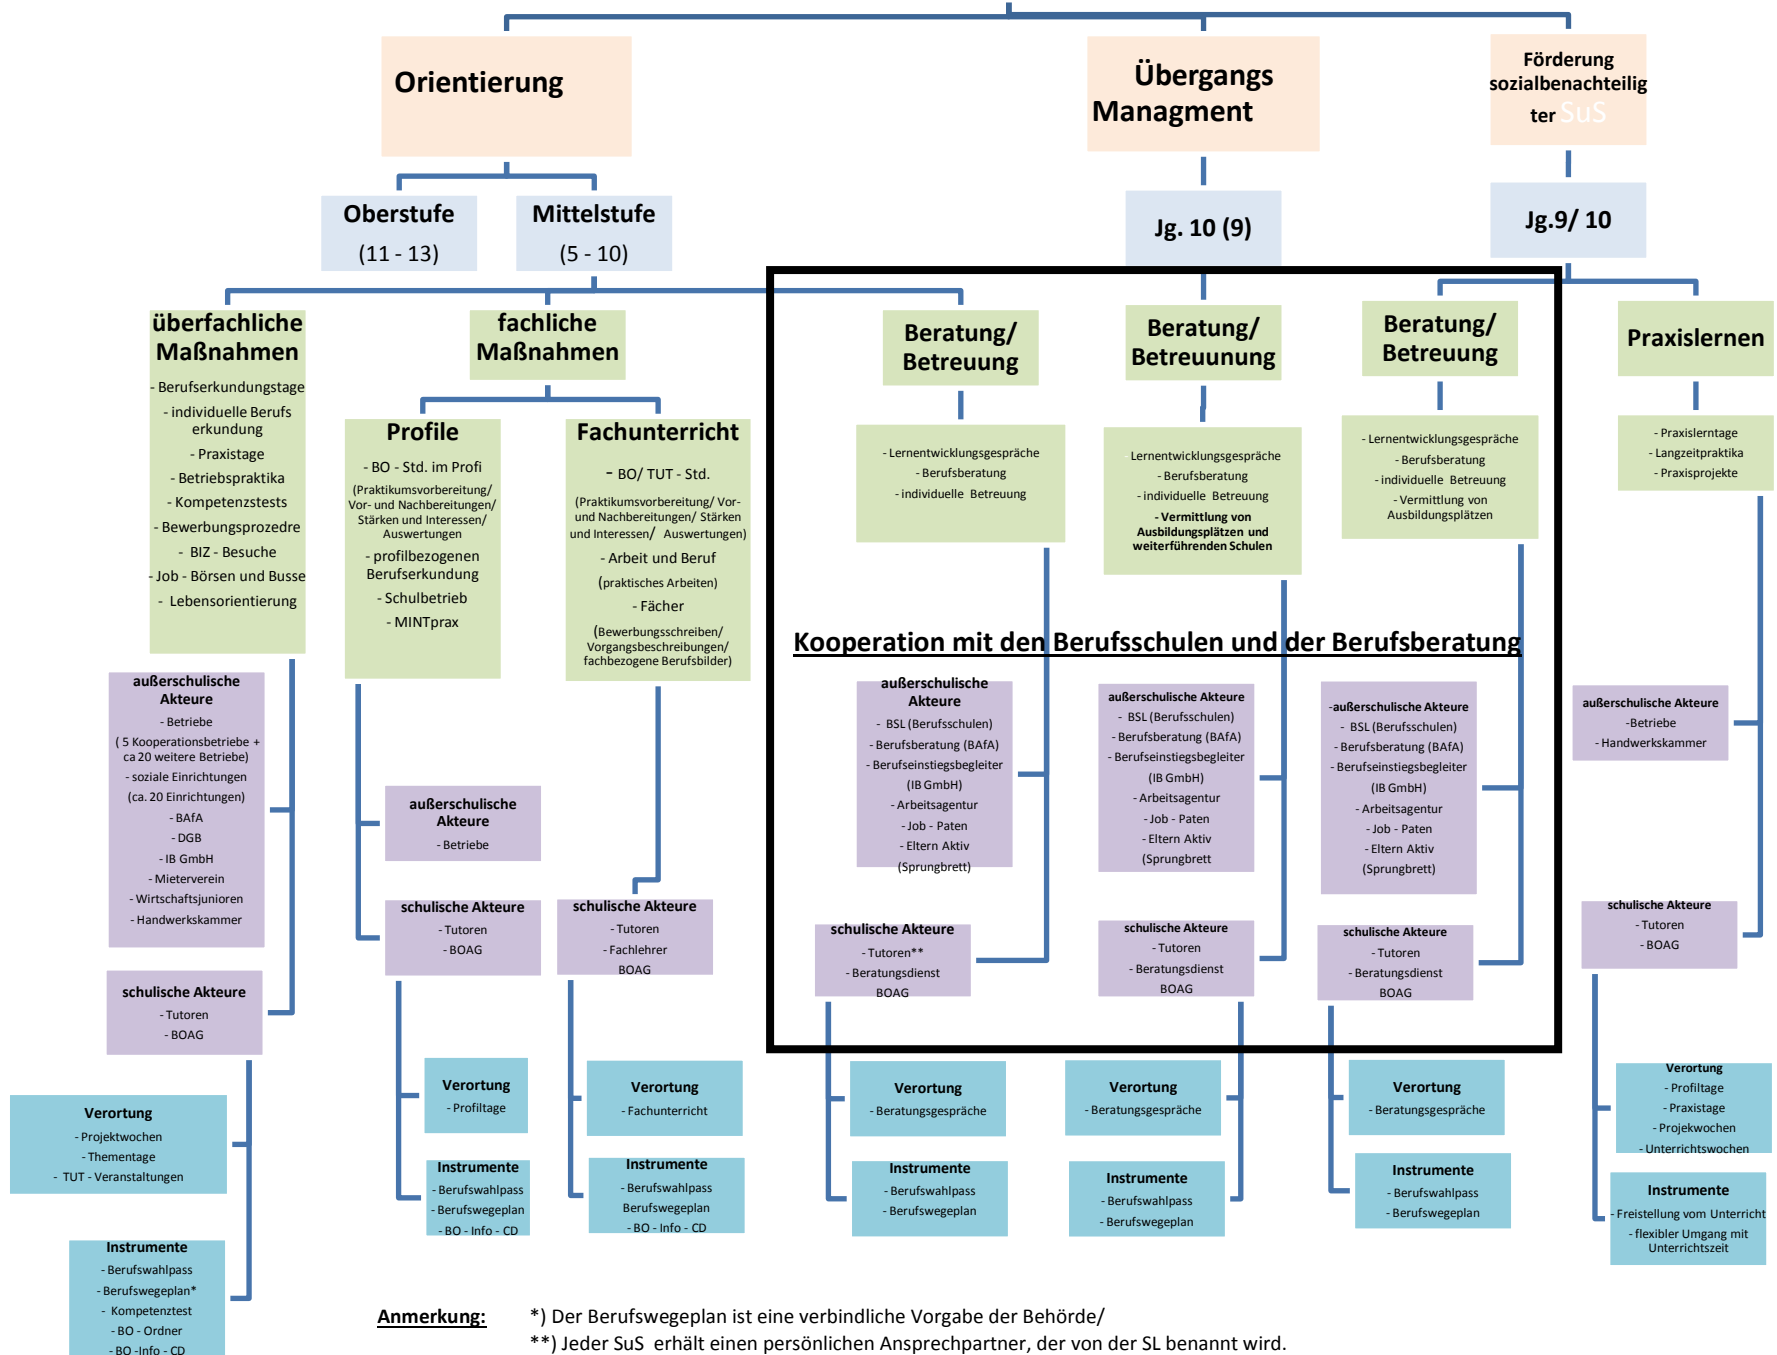 Orientierung
Übergangs
Managment
Förderung
sozialbenachteilig
ter SuS
Oberstufe
(11 - 13)
Mittelstufe
(5 - 10)
Jg. 10 (9)
Jg.9/ 10
überfachliche
Maßnahmen
- Berufserkundungstage
- individuelle Berufs
erkundung
- Praxistage
- Betriebspraktika
- Kompetenzstests
- Bewerbungsprozedre
- BIZ - Besuche
- Job - Börsen und Busse
- Lebensorientierung
fachliche
Maßnahmen
Profile
- BO - Std. im Profi
(Praktikumsvorbereitung/
Vor- und Nachbereitungen/
Stärken und Interessen/
Auswertungen
- profilbezogenen
Berufserkundung
- Schulbetrieb
- MINTprax
Fachunterricht
- BO/ TUT - Std.
(Praktikumsvorbereitung/ Vor-
und Nachbereitungen/ Stärken
und Interessen/ Auswertungen)
- Arbeit und Beruf
(praktisches Arbeiten)
- Fächer
(Bewerbungsschreiben/
Vorgangsbeschreibungen/
fachbezogene Berufsbilder)
Beratung/
Betreuung
- Lernentwicklungsgespräche
- Berufsberatung
- individuelle Betreuung
Beratung/
Betreuunung
- Lernentwicklungsgespräche
- Berufsberatung
- individuelle Betreuung
- Vermittlung von
Ausbildungsplätzen und
weiterführenden Schulen
Beratung/
Betreuung
- Lernentwicklungsgespräche
- Berufsberatung
- individuelle Betreuung
- Vermittlung von
Ausbildungsplätzen
Praxislernen
- Praxislerntage
- Langzeitpraktika
- Praxisprojekte
Kooperation mit den Berufsschulen und der Berufsberatung
außerschulische
Akteure
- Betriebe
( 5 Kooperationsbetriebe +
ca 20 weitere Betriebe)
- soziale Einrichtungen
(ca. 20 Einrichtungen)
- BAfA
- DGB
- IB GmbH
- Mieterverein
- Wirtschaftsjunioren
- Handwerkskammer
schulische Akteure
- Tutoren
- BOAG
Verortung
- Projektwochen
- Thementage
- TUT - Veranstaltungen
Instrumente
- Berufswahlpass
- Berufswegeplan*
- Kompetenztest
- BO - Ordner
- BO -Info - CD
außerschulische
Akteure
- Betriebe
schulische Akteure
- Tutoren
- BOAG
Verortung
- Profiltage
Instrumente
- Berufswahlpass
- Berufswegeplan
- BO - Info - CD
schulische Akteure
- Tutoren
- Fachlehrer
BOAG
Verortung
- Fachunterricht
Instrumente
- Berufswahlpass
Berufswegeplan
- BO - Info - CD
außerschulische
Akteure
- BSL (Berufsschulen)
- Berufsberatung (BAfA)
- Berufseinstiegsbegleiter
(IB GmbH)
- Arbeitsagentur
- Job - Paten
- Eltern Aktiv
(Sprungbrett)
schulische Akteure
- Tutoren**
- Beratungsdienst
BOAG
Verortung
- Beratungsgespräche
Instrumente
- Berufswahlpass
- Berufswegeplan
außerschulische Akteure
- BSL (Berufsschulen)
- Berufsberatung (BAfA)
- Berufseinstiegsbegleiter
(IB GmbH)
- Arbeitsagentur
- Job - Paten
- Eltern Aktiv
(Sprungbrett
schulische Akteure
- Tutoren
- Beratungsdienst
BOAG
Verortung
- Beratungsgespräche
Instrumente
- Berufswahlpass
- Berufswegeplan
-außerschulische Akteure
- BSL (Berufsschulen)
- Berufsberatung (BAfA)
- Berufseinstiegsbegleiter
(IB GmbH)
- Arbeitsagentur
- Job - Paten
- Eltern Aktiv
(Sprungbrett)
schulische Akteure
- Tutoren
- Beratungsdienst
BOAG
Verortung
- Beratungsgespräche
Instrumente
- Berufswahlpass
- Berufswegeplan
außerschulische Akteure
-Betriebe
- Handwerkskammer
schulische Akteure
- Tutoren
- BOAG
Verortung
- Profiltage
- Praxistage
- Projekwochen
- Unterrichtswochen
Instrumente
- Freistellung vom Unterricht
- flexibler Umgang mit
Unterrichtszeit
Anmerkung: *) Der Berufswegeplan ist eine verbindliche Vorgabe der Behörde/
**) Jeder SuS erhält einen persönlichen Ansprechpartner, der von der SL benannt wird.